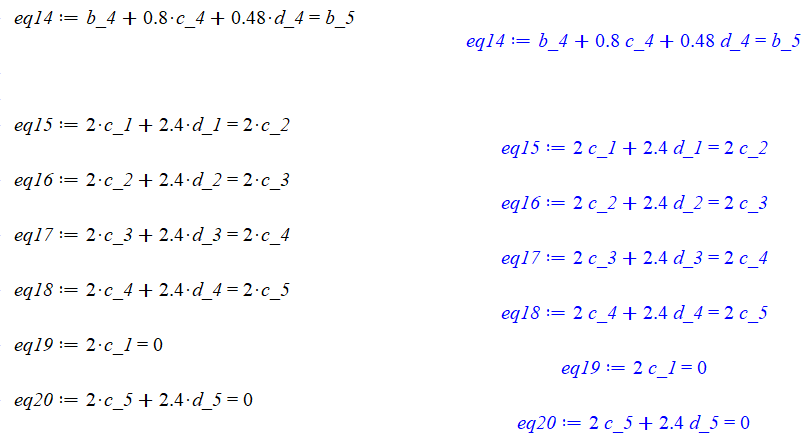 eq14 := b_4 + 0.8·c_4 + 0.48·d_4 = b_5
eq14 := b_4 + 0.8 c_4 + 0.48 d_4 = b_5
eq15 := 2·c_1 + 2.4·d_1 = 2·c_2
eq15 := 2 c_1 + 2.4 d_1 = 2 c_2
eq16 := 2·c_2 + 2.4·d_2 = 2·c_3
eq16 := 2 c_2 + 2.4 d_2 = 2 c_3
eq17 := 2·c_3 + 2.4·d_3 = 2·c_4
eq17 := 2 c_3 + 2.4 d_3 = 2 c_4
eq18 := 2·c_4 + 2.4·d_4 = 2·c_5
eq18 := 2 c_4 + 2.4 d_4 = 2 c_5
eq19 := 2·c_1 = 0
eq19 := 2 c_1 = 0
eq20 := 2·c_5 + 2.4·d_5 = 0
eq20 := 2 c_5 + 2.4 d_5 = 0